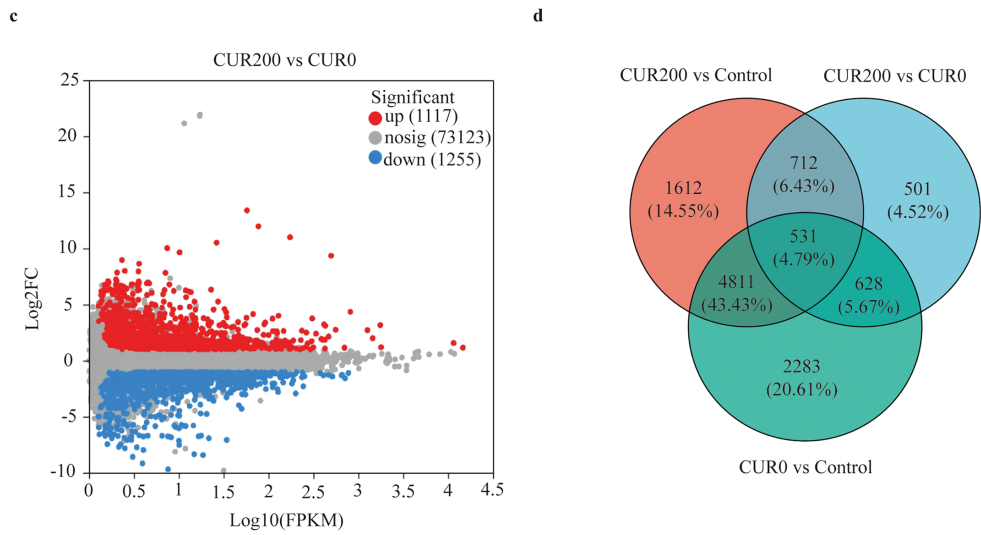 c
CUR200 vs CUR0
Significant
up (1117)
nosig (73123)
down (1255)
Log2FC
25
20
15
10
5
0
-5
-10
0 0.5 1 1.5 2 2.5 3 3.5 4 4.5
Log10(FPKM)
d
CUR200 vs Control
CUR200 vs CUR0
712
(6.43%)
1612
(14.55%)
501
(4.52%)
531
(4.79%)
4811
(43.43%)
628
(5.67%)
2283
(20.61%)
CUR0 vs Control